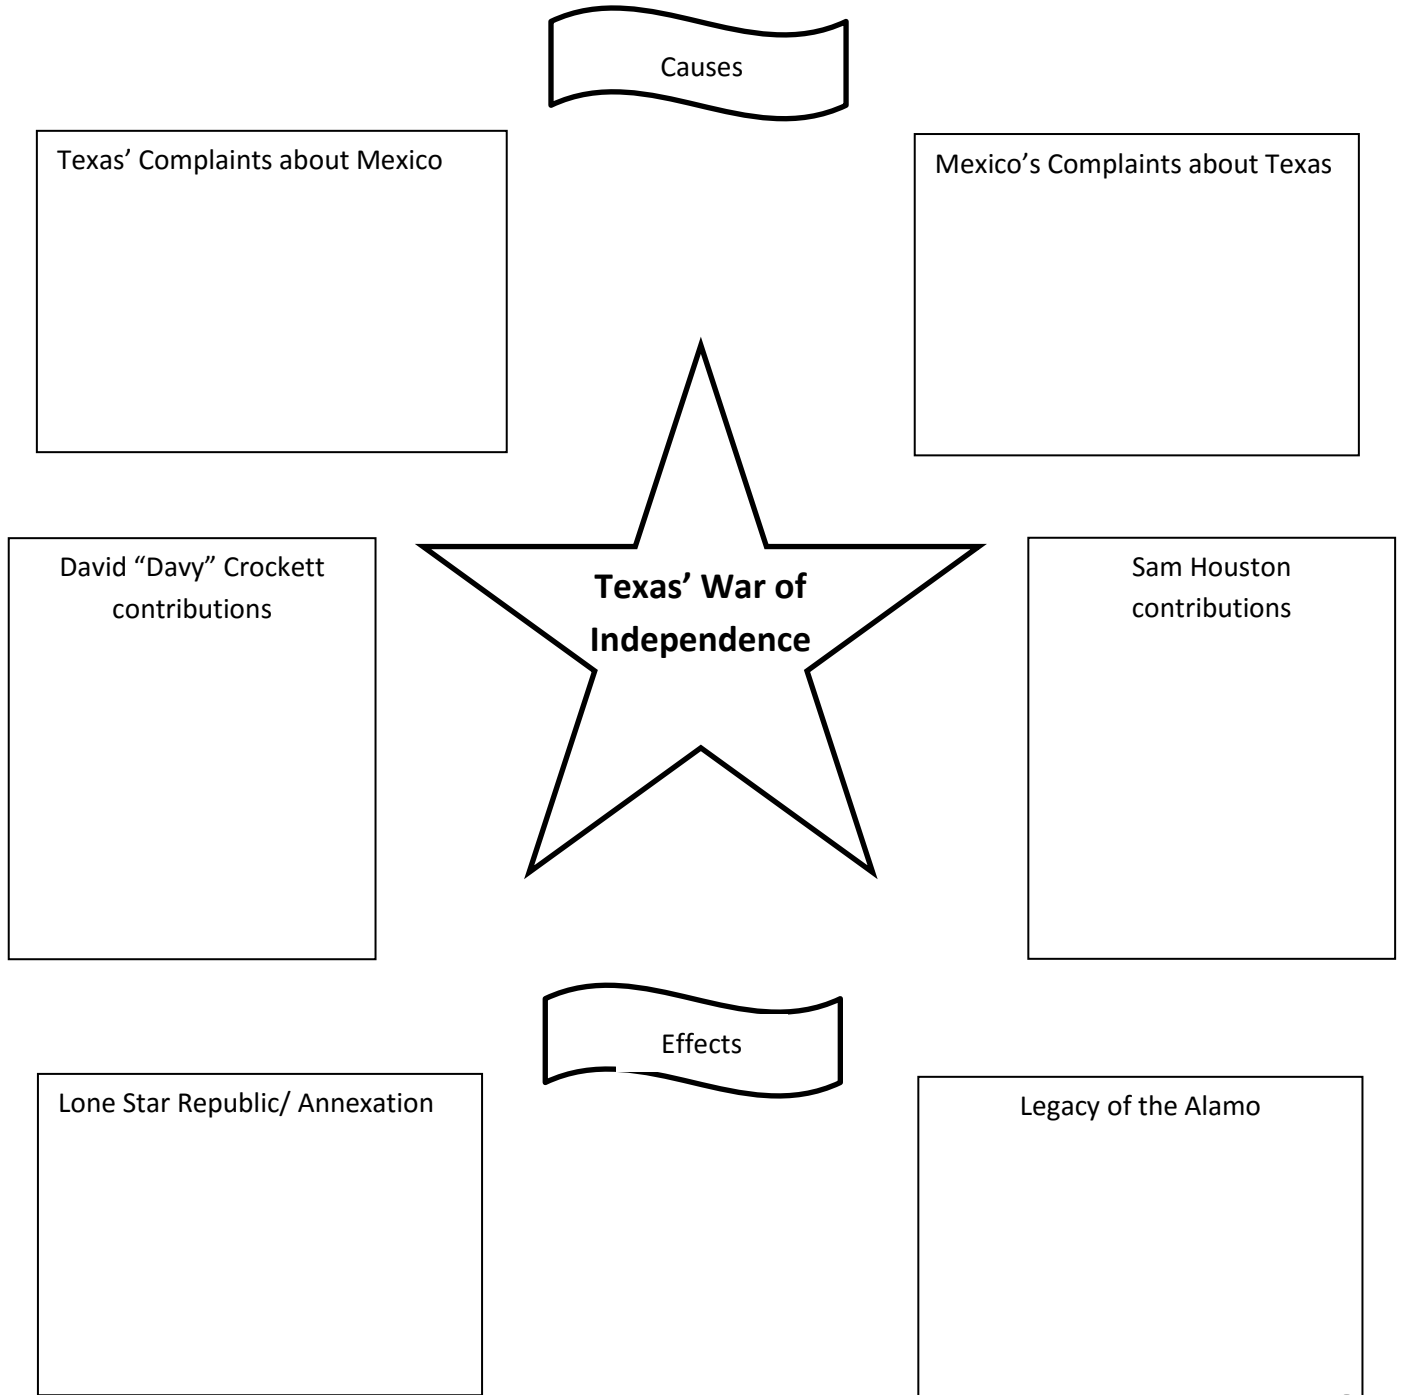 Causes
Texas’ Complaints about Mexico
Mexico’s Complaints about Texas
David “Davy” Crockett
contributions
Texas’ War of
Independence
Sam Houston
contributions
Effects
Lone Star Republic/ Annexation
Legacy of the Alamo